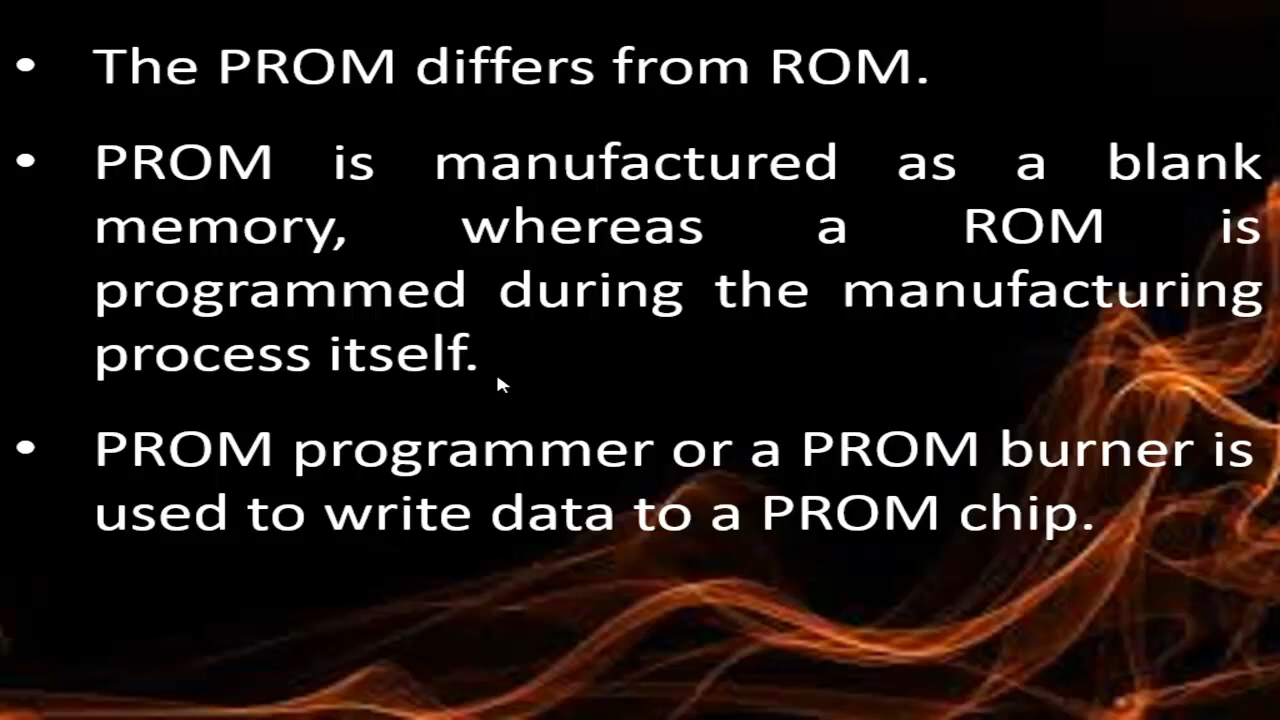 • The PROM differs from ROM.
• PROM is manufactured as a blank
memory, whereas a ROM is
programmed during the manufacturing
process itself.
• PROM programmer or a PROM burner is
used to write data to a PROM chip.